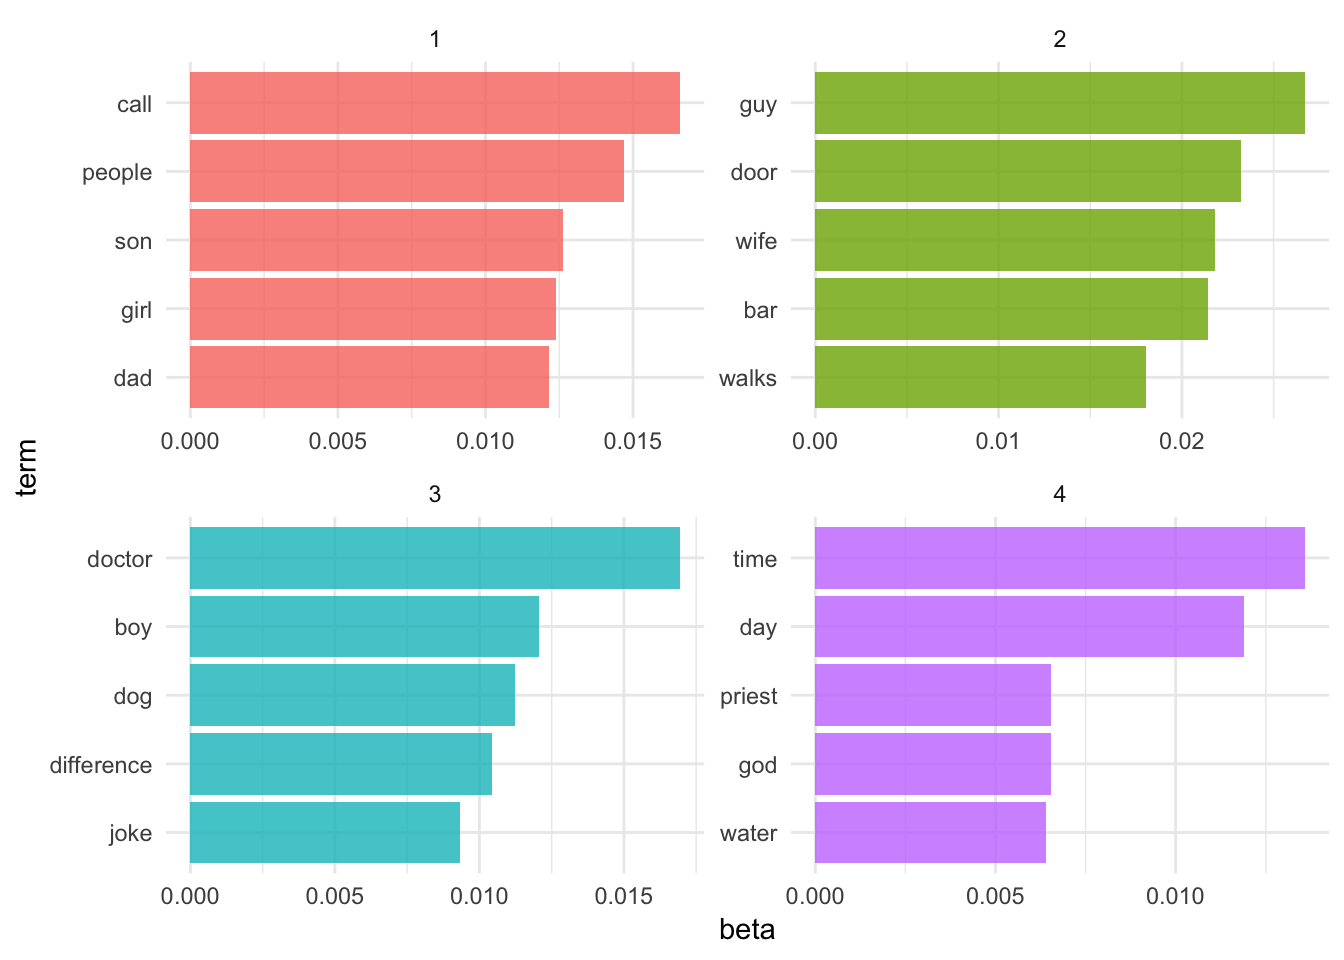 1
call
people
son
girl
dad
0.000 0.005 0.010 0.015
2
guy
door
wife
bar
walks
0.00 0.01 0.02
term
3
doctor
boy
dog
difference
joke
0.000 0.005 0.010 0.015
4
time
day
priest
god
water
0.000 0.005 0.010
beta